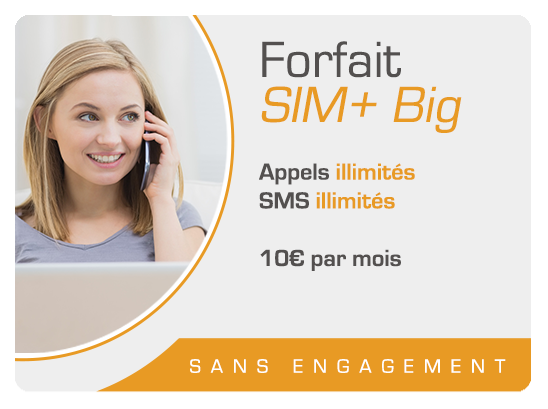 Forfait
SIM+ Big
Appels illimités
SMS illimités
10€ par mois
SANS ENGAGEMENT